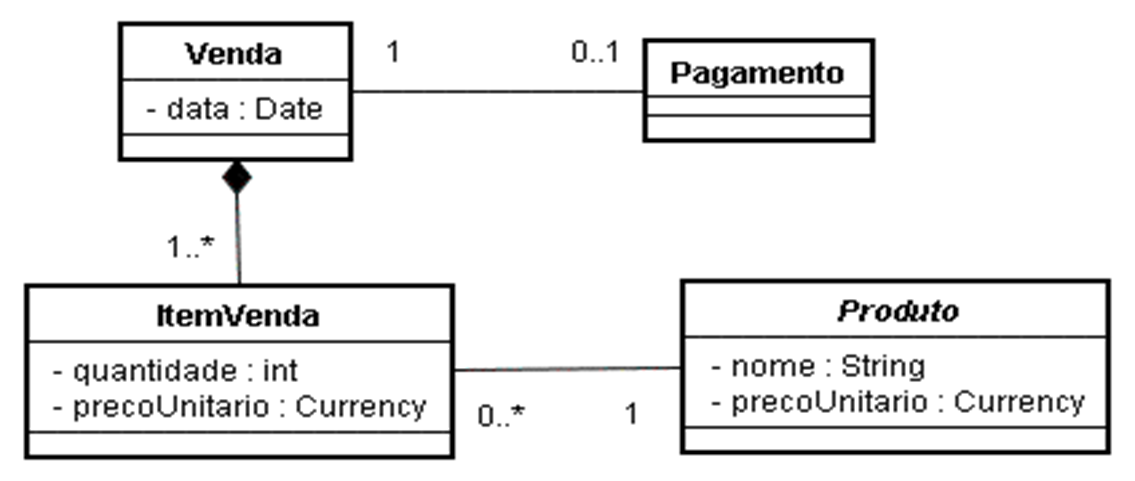 Venda
- data : Date
1
0..1
Pagamento
1..*
ItemVenda
- quantidade : int
- precoUnitario : Currency
0..*
1
Produto
- nome : String
- precoUnitario : Currency